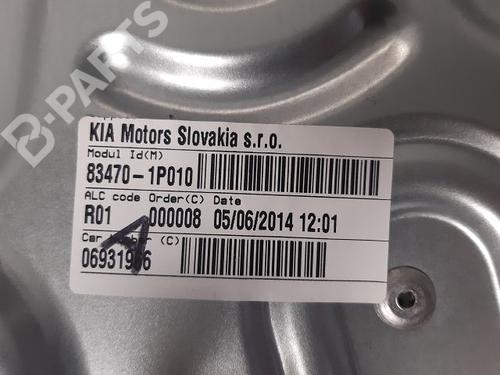 B-PARTS
KIA Motors Slovakia s.r.o.
Modul Id(M)
83470-1P010
ALC code Order(C) Date
R01 000008 05/06/2014 12:01
Car (C)
A